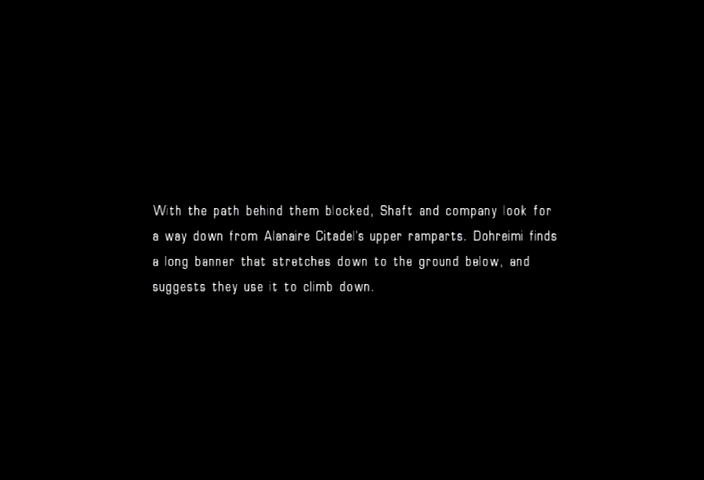 With the path behind them blocked, Shaft and company look for
a way down from Alanaire Citadel's upper ramparts. Dohreimi finds
a long banner that stretches down to the ground below, and
suggests they use it to climb down.